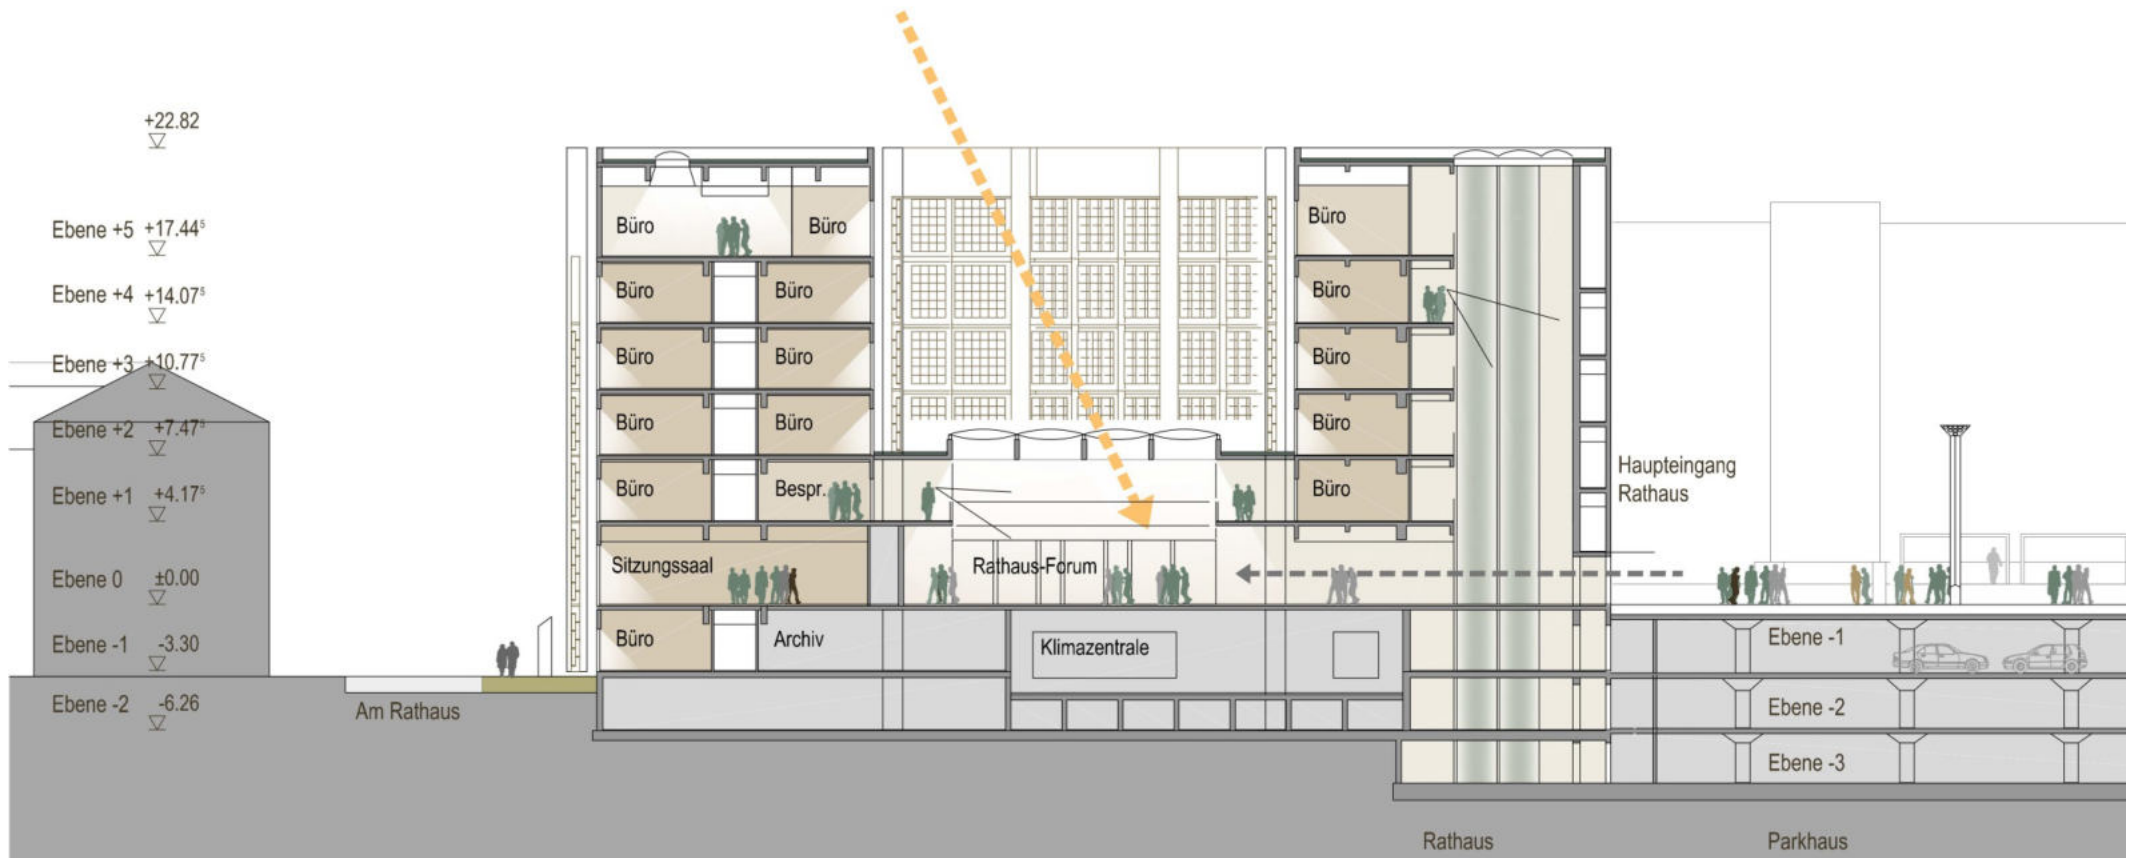 +22.82
Ebene +5 +17.44⁵
Ebene +4 +14.07⁵
Ebene +3 +10.77⁵
Ebene +2 +7.47⁵
Ebene +1 +4.17⁵
Ebene 0 ±0.00
Ebene -1 -3.30
Ebene -2 -6.26
Am Rathaus
Büro Büro Büro
Büro Büro Büro
Büro Büro Büro
Büro Büro Büro
Büro Bespr. Büro
Sitzungssaal Rathaus-Forum
Büro Archiv Klimazentrale
Haupteingang
Rathaus
Ebene -1
Ebene -2
Ebene -3
Rathaus Parkhaus